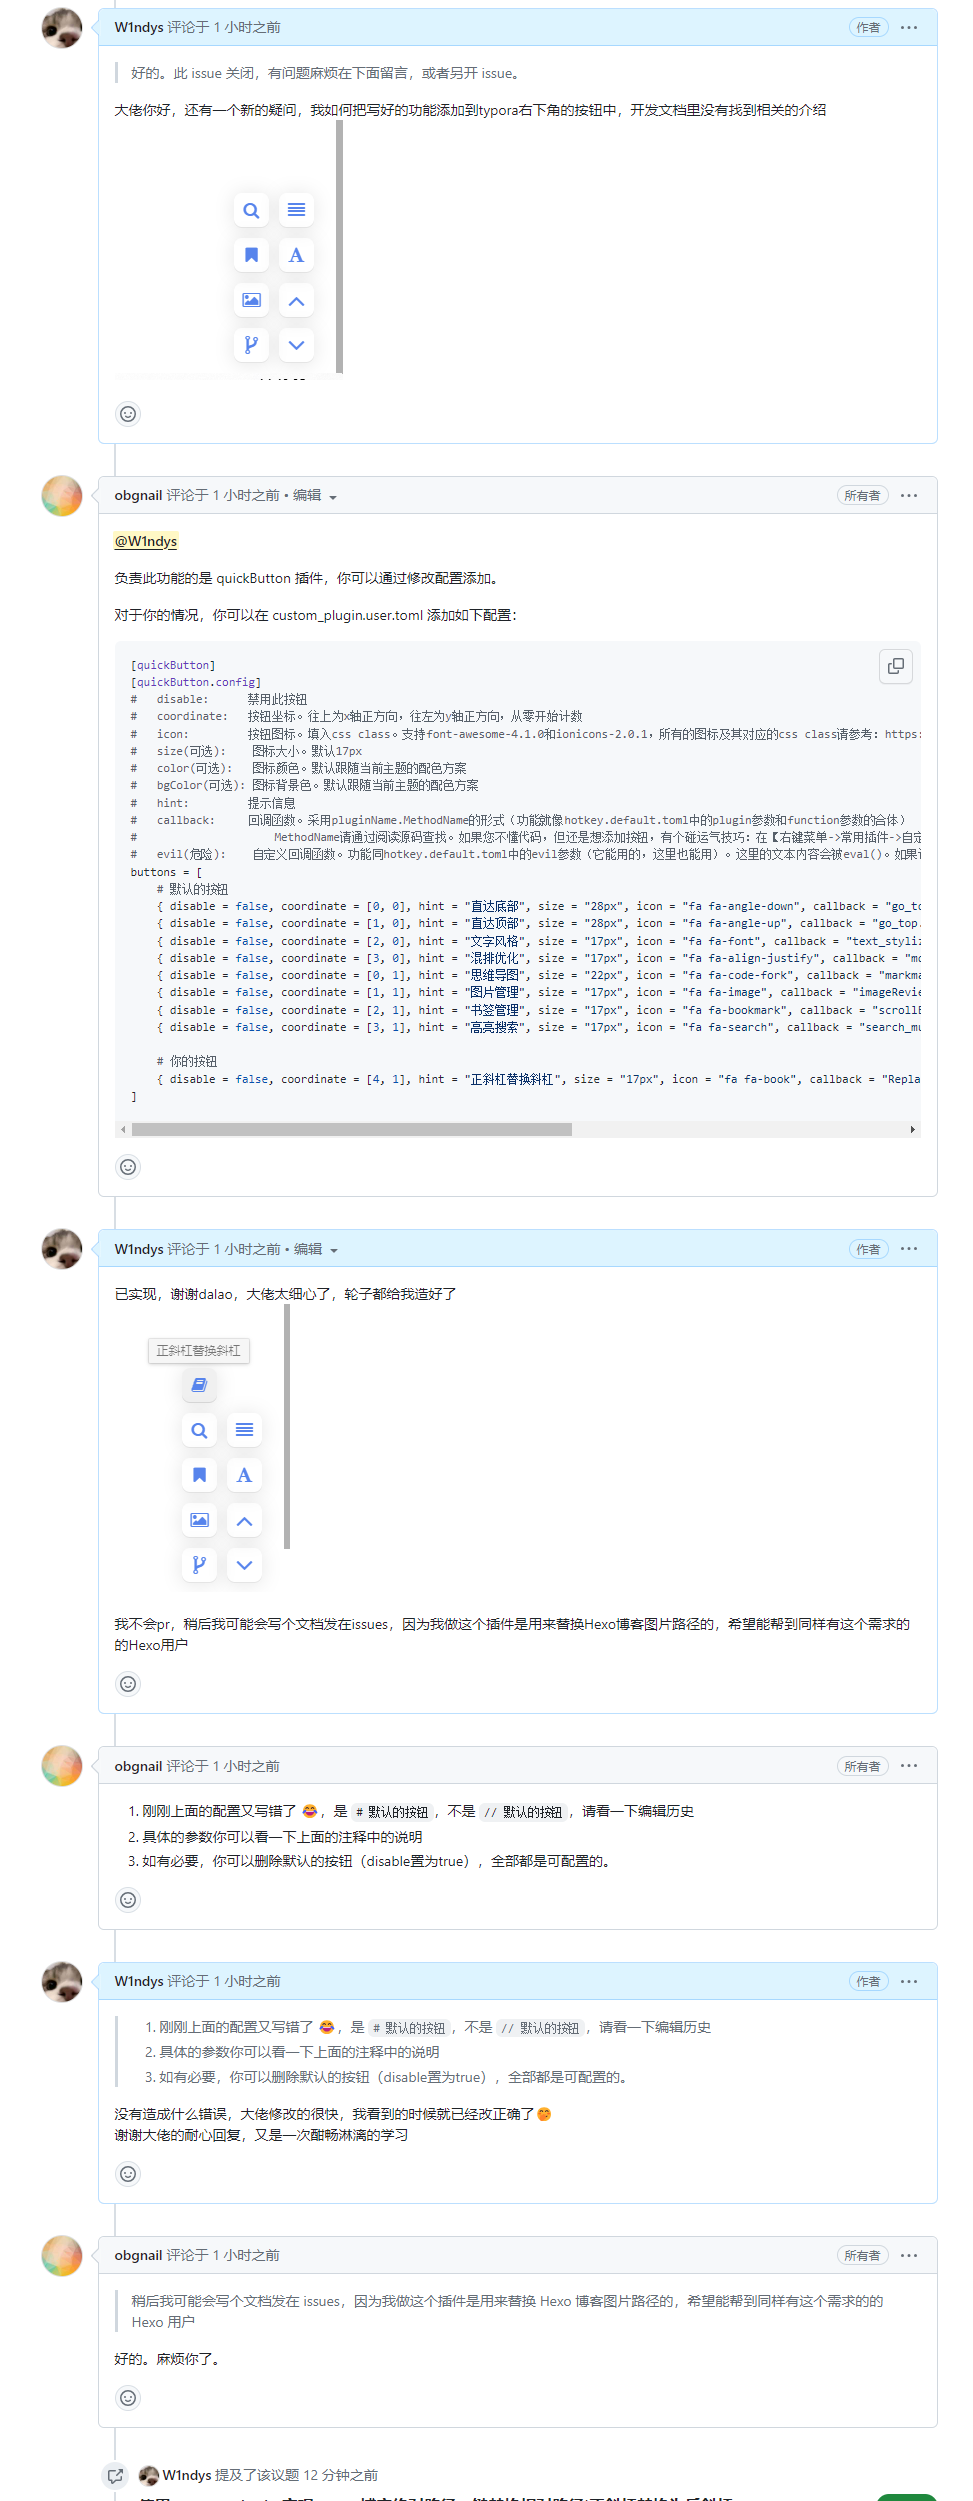 W1ndys 评论于 1 小时之前 作者
好的。此 issue 关闭，有问题麻烦在下面留言，或者另开 issue。
大佬你好，还有一个新的疑问，我如何把写好的功能添加到typora右下角的按钮中，开发文档里没有找到相关的介绍
obgnail 评论于 1 小时之前 • 编辑 所有者
@W1ndys
负责此功能的是 quickButton 插件，你可以通过修改配置添加。
对于你的情况，你可以在 custom_plugin.user.toml 添加如下配置：
[quickButton]
[quickButton.config]
# disable: 禁用此按钮
# coordinate: 按钮坐标。往上为x轴正方向，往左为y轴正方向，从零开始计数
# icon: 按钮图标。填入css class。支持font-awesome-4.1.0和ionicons-2.0.1，所有的图标及其对应的css class请参考：https:
# size(可选): 图标大小。默认17px
# color(可选): 图标颜色。默认跟随当前主题的配色方案
# bgColor(可选): 图标背景色。默认跟随当前主题的配色方案
# hint: 提示信息
# callback: 回调函数。采用pluginName.MethodName的形式（功能就像hotkey.default.toml中的plugin参数和function参数的合体）
# MethodName请通过阅读源码查找。如果您不懂代码，但还是想添加按钮，有个碰运气技巧：在【右键菜单->常用插件->自定
# evil(危险): 自定义回调函数。功能同hotkey.default.toml中的evil参数（它能用的，这里也能用）。这里的文本内容会被eval()。如果
buttons = [
# 默认的按钮
{ disable = false, coordinate = [0, 0], hint = "直达底部", size = "28px", icon = "fa fa-angle-down", callback = "go_to
{ disable = false, coordinate = [1, 0], hint = "直达顶部", size = "28px", icon = "fa fa-angle-up", callback = "go_top.
{ disable = false, coordinate = [2, 0], hint = "文字风格", size = "17px", icon = "fa fa-font", callback = "text_styliz
{ disable = false, coordinate = [3, 0], hint = "混排优化", size = "17px", icon = "fa fa-align-justify", callback = "md
{ disable = false, coordinate = [0, 1], hint = "思维导图", size = "22px", icon = "fa fa-code-fork", callback = "markma
{ disable = false, coordinate = [1, 1], hint = "图片管理", size = "17px", icon = "fa fa-image", callback = "imageRevie
{ disable = false, coordinate = [2, 1], hint = "书签管理", size = "17px", icon = "fa fa-bookmark", callback = "scrollB
{ disable = false, coordinate = [3, 1], hint = "高亮搜索", size = "17px", icon = "fa fa-search", callback = "search_mu
# 你的按钮
{ disable = false, coordinate = [4, 1], hint = "正斜杠替换斜杠", size = "17px", icon = "fa fa-book", callback = "Repla
]
W1ndys 评论于 1 小时之前 • 编辑 作者
已实现，谢谢dalao，大佬太细心了，轮子都给我造好了
正斜杠替换斜杠
我不会pr，稍后我可能会写个文档发在issues，因为我做这个插件是用来替换Hexo博客图片路径的，希望能帮到同样有这个需求的
的Hexo用户
obgnail 评论于 1 小时之前 所有者
1. 刚刚上面的配置又写错了 😂，是 # 默认的按钮 ，不是 // 默认的按钮 ，请看一下编辑历史
2. 具体的参数你可以看一下上面的注释中的说明
3. 如有必要，你可以删除默认的按钮（disable置为true），全部都是可配置的。
W1ndys 评论于 1 小时之前 作者
1. 刚刚上面的配置又写错了 😂，是 # 默认的按钮 ，不是 // 默认的按钮 ，请看一下编辑历史
2. 具体的参数你可以看一下上面的注释中的说明
3. 如有必要，你可以删除默认的按钮（disable置为true），全部都是可配置的。
没有造成什么错误，大佬修改的很快，我看到的时候就已经改正确了🤭
谢谢大佬的耐心回复，又是一次酣畅淋漓的学习
obgnail 评论于 1 小时之前 所有者
稍后我可能会写个文档发在 issues，因为我做这个插件是用来替换 Hexo 博客图片路径的，希望能帮到同样有这个需求的的
Hexo 用户
好的。麻烦你了。
W1ndys 提及了该议题 12 分钟之前